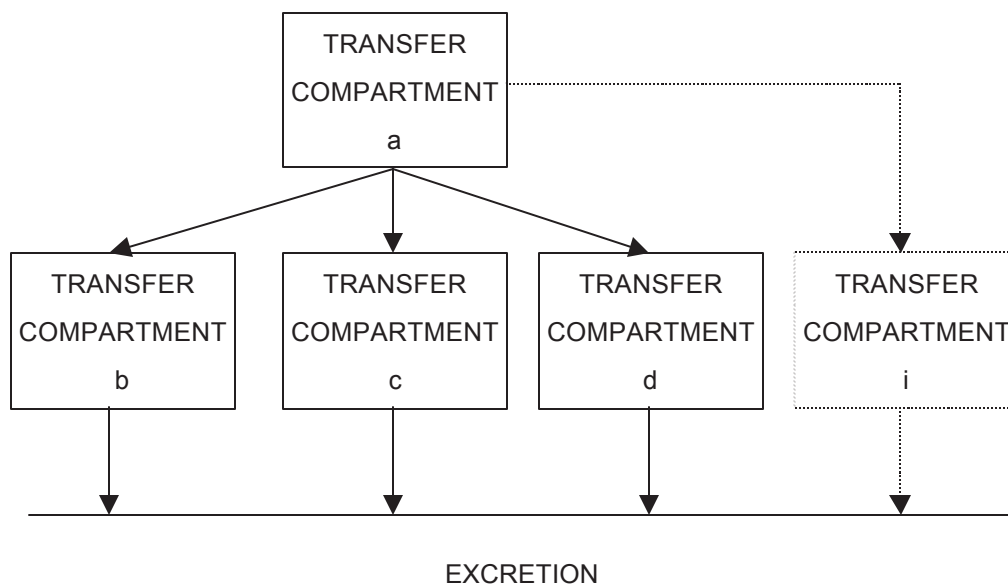 TRANSFER
COMPARTMENT
a
TRANSFER
COMPARTMENT
b
TRANSFER
COMPARTMENT
c
TRANSFER
COMPARTMENT
d
TRANSFER
COMPARTMENT
i
EXCRETION